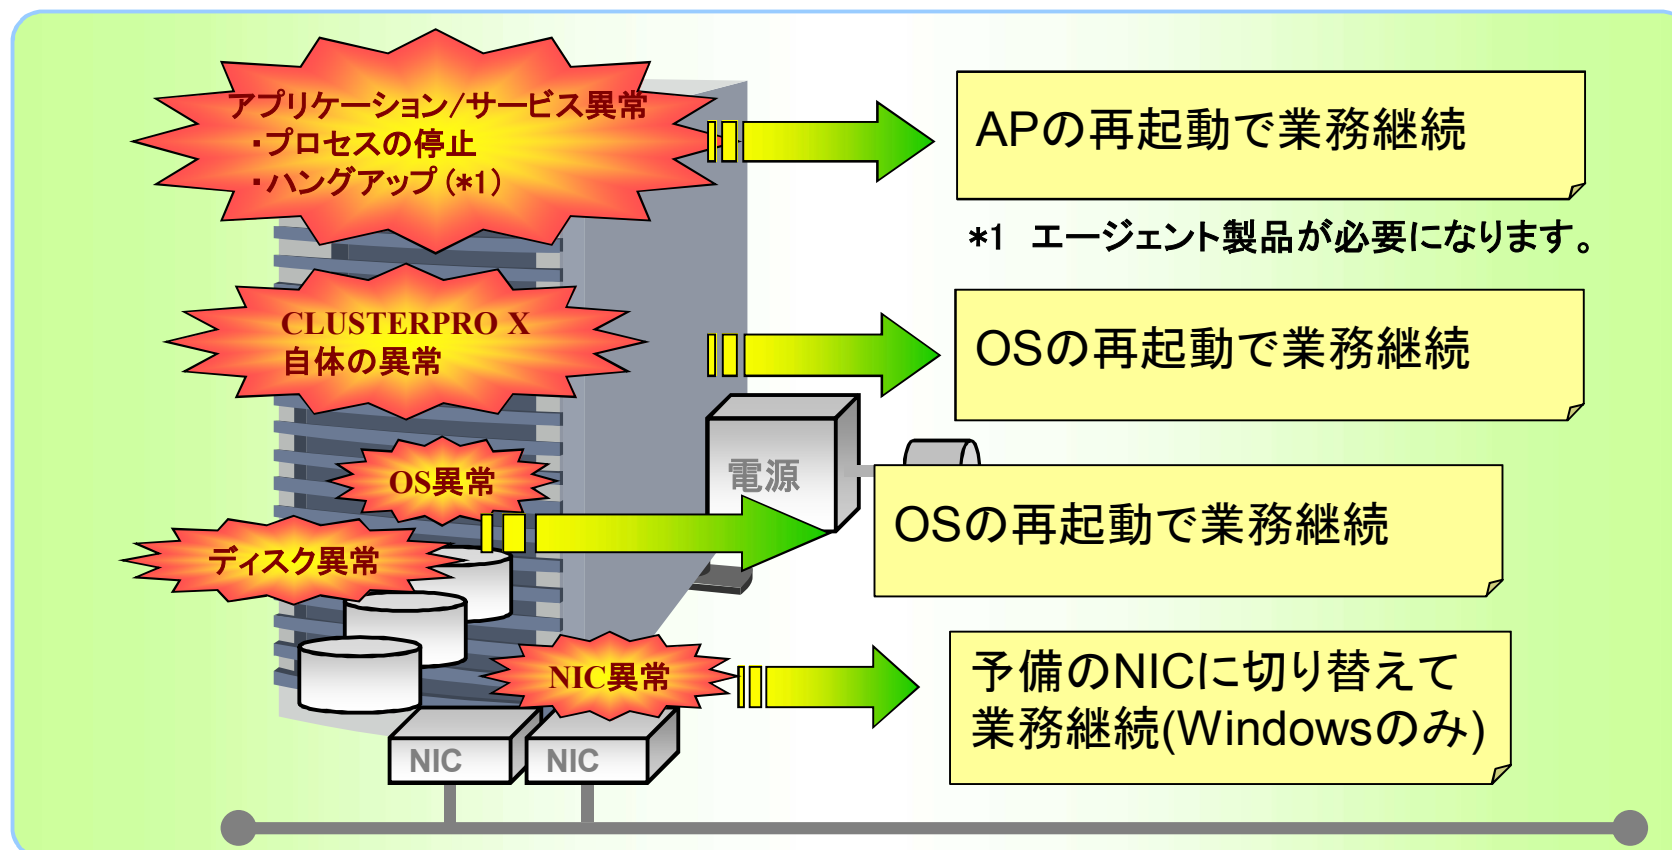 アプリケーション/サービス異常
・プロセスの停止
・ハングアップ (*1)
APの再起動で業務継続
*1 エージェント製品が必要になります。
CLUSTERPRO X
自体の異常
OSの再起動で業務継続
電源
OS異常
OSの再起動で業務継続
ディスク異常
NIC異常
予備のNICに切り替えて
業務継続(Windowsのみ)
NIC
NIC